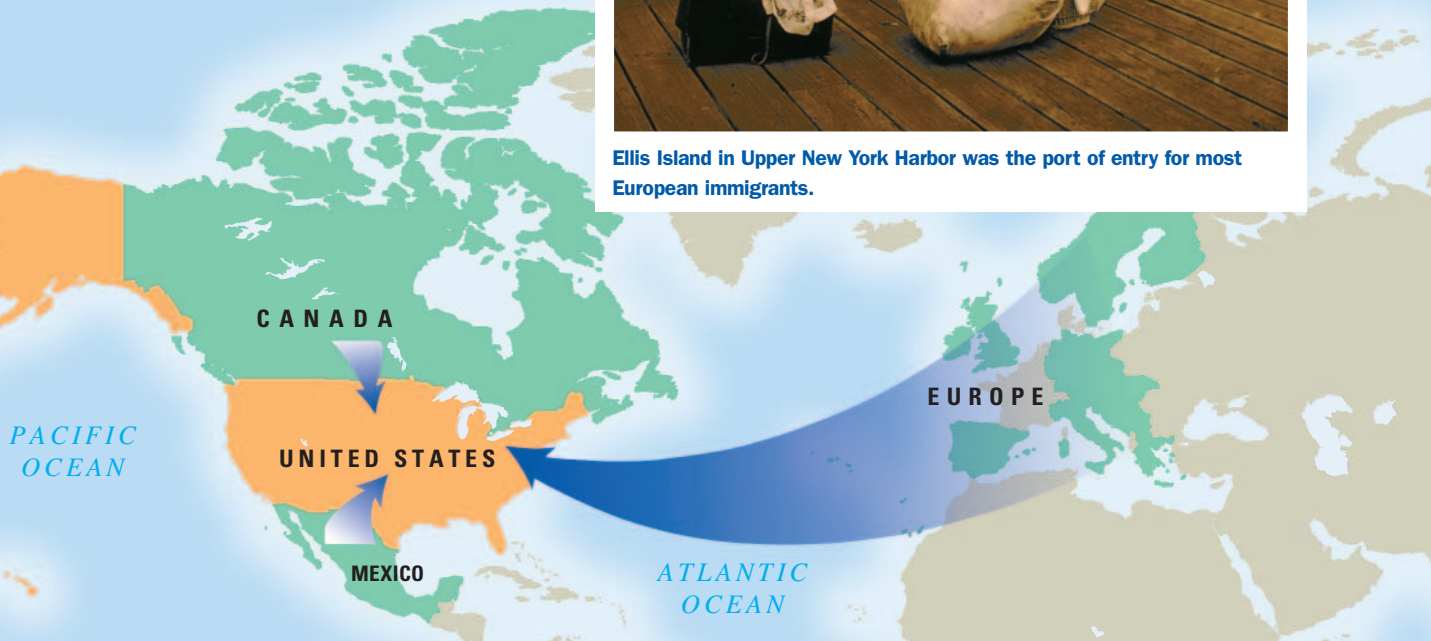 Ellis Island in Upper New York Harbor was the port of entry for most
European immigrants.
CANADA
EUROPE
PACIFIC
OCEAN
UNITED STATES
MEXICO
ATLANTIC
OCEAN